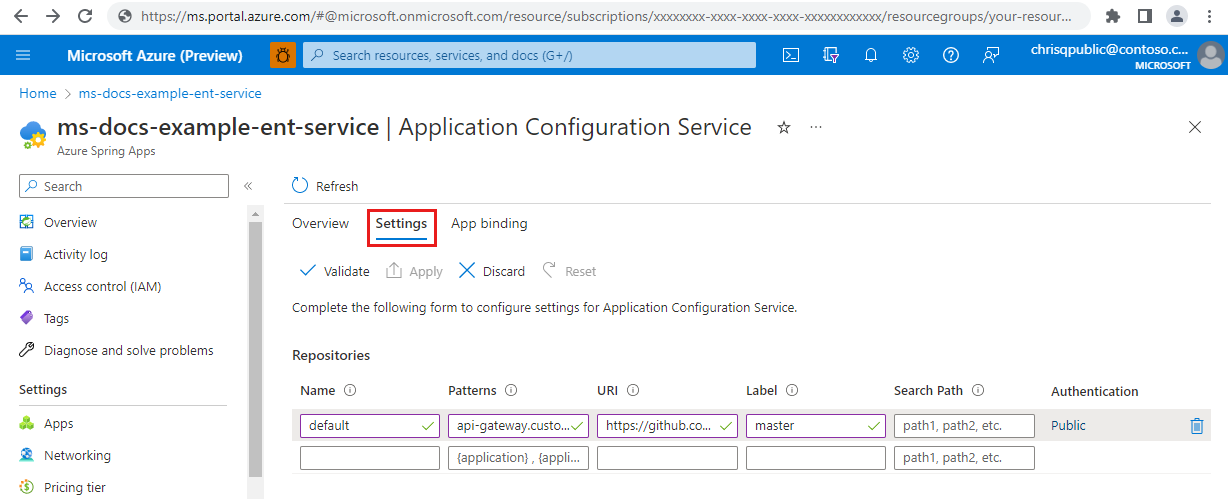 https://ms.portal.azure.com/#@microsoft.onmicrosoft.com/resource/subscriptions/xxxxxxxx-xxxx-xxxx-xxxx-xxxxxxxxxxxx/resourcegroups/your-resour...
Microsoft Azure (Preview)
Search resources, services, and docs (G+/)
chrisqpublic@contoso.c...
MICROSOFT
Home > ms-docs-example-ent-service
ms-docs-example-ent-service | Application Configuration Service
Azure Spring Apps
Search
Overview
Activity log
Access control (IAM)
Tags
Diagnose and solve problems
Settings
Apps
Networking
Pricing tier
Refresh
Overview Settings App binding
Validate Apply Discard Reset
Complete the following form to configure settings for Application Configuration Service.
Repositories
Name Patterns URI Label Search Path Authentication
default api-gateway.custo... https://github.co... master path1, path2, etc. Public
{application} , {appli... path1, path2, etc.